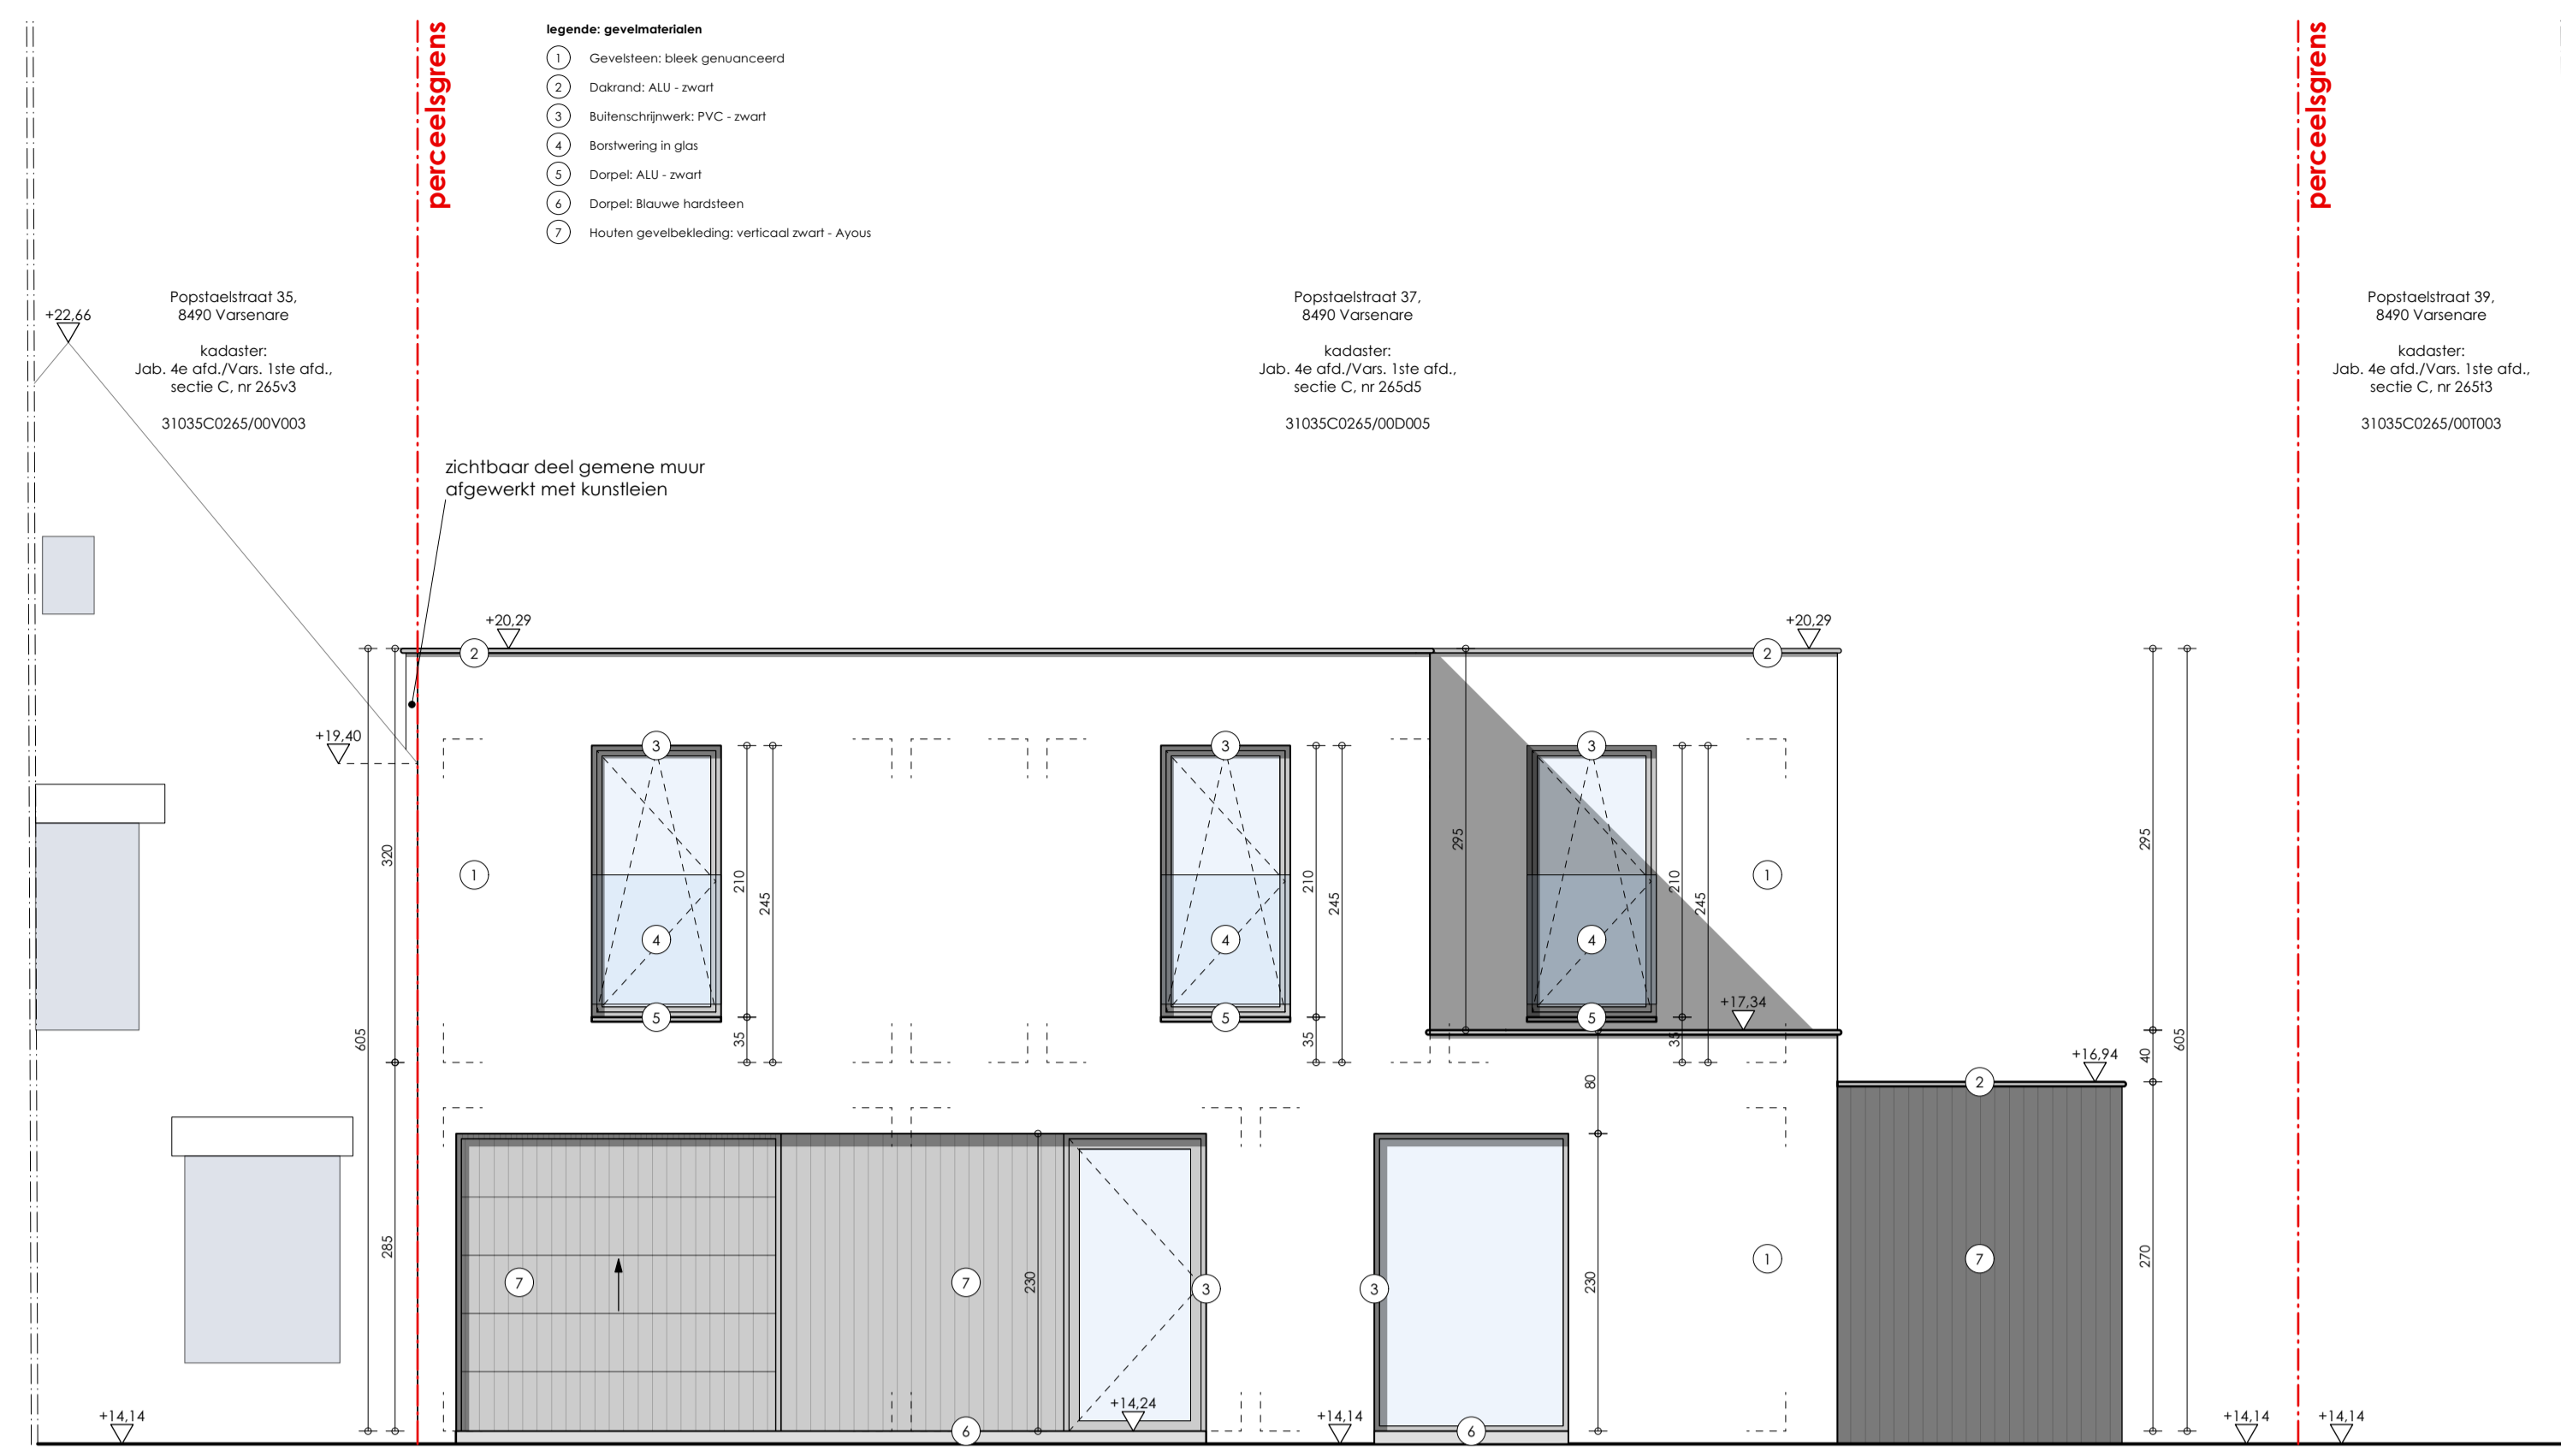 legende: gevelmaterialen
1 Gevelsteen: bleek genuanceerd
2 Dakrand: ALU - zwart
3 Buitenschrijnwerk: PVC - zwart
4 Borstwering in glas
5 Dorpel: ALU - zwart
6 Dorpel: Blauwe hardsteen
7 Houten gevelbekleding: verticaal zwart - Ayous
perceelsgrens
perceelsgrens
Popstaelstraat 35,
8490 Varsenare
kadaster:
Jab. 4e afd./Vars. 1ste afd.,
sectie C, nr 265v3
31035C0265/00V003
Popstaelstraat 37,
8490 Varsenare
kadaster:
Jab. 4e afd./Vars. 1ste afd.,
sectie C, nr 265d5
31035C0265/00D005
Popstaelstraat 39,
8490 Varsenare
kadaster:
Jab. 4e afd./Vars. 1ste afd.,
sectie C, nr 265t3
31035C0265/00T003
+22,66
zichtbaar deel gemene muur
afgewerkt met kunstleien
+20,29
+20,29
2
2
+19,40
3
3
3
320
1
210
245
210
245
295
210
245
1
295
4
4
4
+17,34
5
5
5
605
35
35
35
80
40
605
+16,94
2
285
7
7
230
3
3
230
1
7
270
+14,14
+14,24
+14,14
+14,14
+14,14
6
6